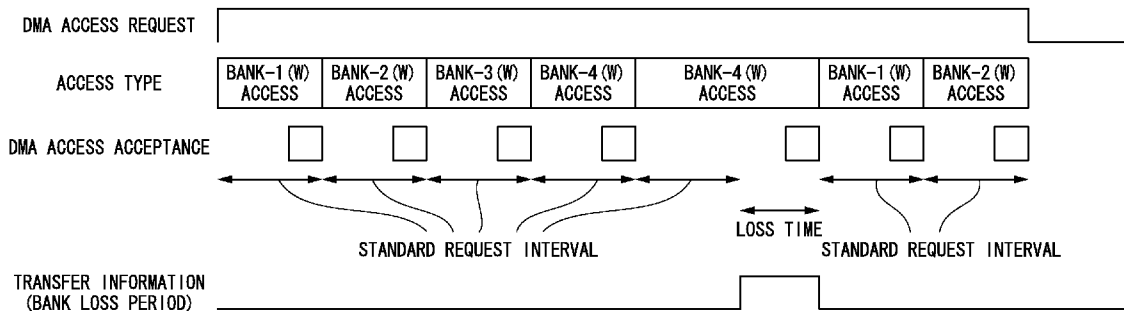 DMA ACCESS REQUEST
ACCESS TYPE
BANK-1(W) ACCESS
BANK-2(W) ACCESS
BANK-3(W) ACCESS
BANK-4(W) ACCESS
BANK-4(W) ACCESS
BANK-1(W) ACCESS
BANK-2(W) ACCESS
DMA ACCESS ACCEPTANCE
LOSS TIME
STANDARD REQUEST INTERVAL
STANDARD REQUEST INTERVAL
TRANSFER INFORMATION
(BANK LOSS PERIOD)